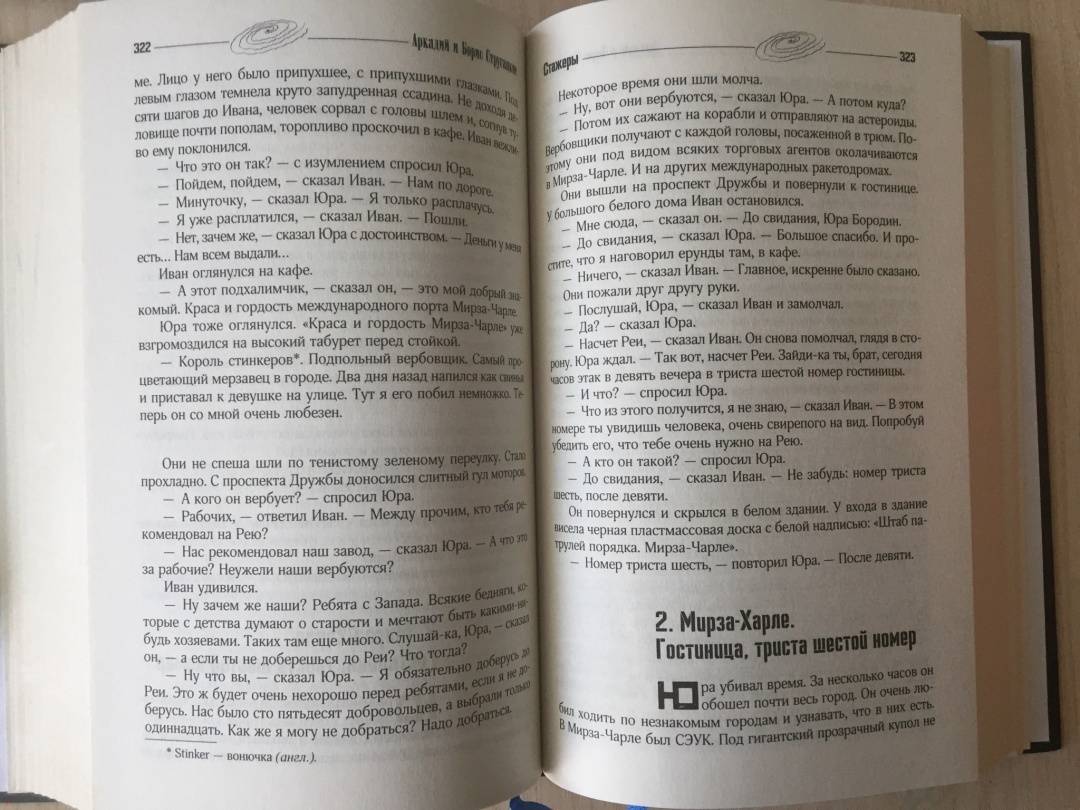 322
Аркадий и Борис Стругацкие
ме. Лицо у него было припухшее, с припухшими глазками. Под
левым глазом темнела круто запудренная ссадина. Не доходя де-
сяти шагов до Ивана, человек сорвал с головы шлем и, согнув ту-
ловище почти пополам, торопливо проскочил в кафе. Иван вежли-
во ему поклонился.
— Что это он так? — с изумлением спросил Юра.
— Пойдем, пойдем, — сказал Иван. — Нам по дороге.
— Минуточку, — сказал Юра. — Я только расплачусь.
— Я уже расплатился, — сказал Иван. — Пошли.
— Нет, зачем же, — сказал Юра с достоинством. — Деньги у меня
есть... Нам всем выдали...
Иван оглянулся на кафе.
— А этот подхалимчик, — сказал он, — это мой добрый зна-
комый. Краса и гордость международного порта Мирза-Чарле.
Юра тоже оглянулся. «Краса и гордость Мирза-Чарле» уже
взгромоздился на высокий табурет перед стойкой.
— Король стинкеров*. Подпольный вербовщик. Самый про-
цветающий мерзавец в городе. Два дня назад напился как свинья
и приставал к девушке на улице. Тут я его побил немножко. Те-
перь он со мной очень любезен.
Они не спеша шли по тенистому зеленому переулку. Стало
прохладно. С проспекта Дружбы доносился слитный гул моторов.
— А кого он вербует? — спросил Юра.
— Рабочих, — ответил Иван. — Между прочим, кто тебя ре-
комендовал на Рею?
— Нас рекомендовал наш завод, — сказал Юра. — А что это
за рабочие? Неужели наши вербуются?
Иван удивился.
— Ну зачем же наши? Ребята с Запада. Всякие бедняги, ко-
торые с детства думают о старости и мечтают быть какими-ни-
будь хозяевами. Таких там еще много. Слушай-ка, Юра, — сказал
он, — а если ты не доберешься до Реи? Что тогда?
— Ну что вы, — сказал Юра. — Я обязательно доберусь до
Реи. Это ж будет очень нехорошо перед ребятами, если я не до-
берусь. Нас было сто пятьдесят добровольцев, а выбрали только
одиннадцать. Как же я могу не добраться? Надо добраться.
* Stinker — вонючка (англ.).
Стажеры
323
Некоторое время они шли молча.
— Ну, вот они вербуются, — сказал Юра. — А потом куда?
— Потом их сажают на корабли и отправляют на астероиды.
Вербовщики получают с каждой головы, посаженной в трюм. По-
этому они под видом всяких торговых агентов околачиваются
в Мирза-Чарле. И на других международных ракетодромах.
Они вышли на проспект Дружбы и повернули к гостинице.
У большого белого дома Иван остановился.
— Мне сюда, — сказал он. — До свидания, Юра Бородин.
— До свидания, — сказал Юра. — Большое спасибо. И про-
стите, что я наговорил ерунды там, в кафе.
— Ничего, — сказал Иван. — Главное, искренне было сказано.
Они пожали друг другу руки.
— Послушай, Юра, — сказал Иван и замолчал.
— Да? — сказал Юра.
— Насчет Реи, — сказал Иван. Он снова помолчал, глядя в сто-
рону. Юра ждал. — Так вот, насчет Реи. Зайди-ка ты, брат, сегодня
часов этак в девять вечера в триста шестой номер гостиницы.
— И что? — спросил Юра.
— Что из этого получится, я не знаю, — сказал Иван. — В этом
номере ты увидишь человека, очень свирепого на вид. Попробуй
убедить его, что тебе очень нужно на Рею.
— А кто он такой? — спросил Юра.
— До свидания, — сказал Иван. — Не забудь: номер триста
шесть, после девяти.
Он повернулся и скрылся в белом здании. У входа в здание
висела черная пластмассовая доска с белой надписью: «Штаб па-
трулей порядка. Мирза-Чарле».
— Номер триста шесть, — повторил Юра. — После девяти.
2. Мирза-Харле.
Гостиница, триста шестой номер
Юра убивал время. За несколько часов он
обошел почти весь город. Он очень лю-
бил ходить по незнакомым городам и узнавать, что в них есть.
В Мирза-Чарле был СЭУК. Под гигантский прозрачный купол не